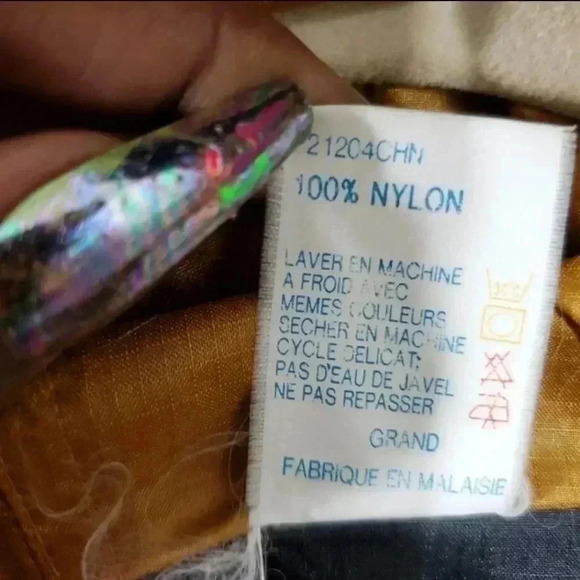 21204CHN
100% NYLON
LAVER EN MACHINE
A FROID AVEC
MEMES COULEURS
SECHER EN MACHINE
CYCLE DELICAT;
PAS D'EAU DE JAVEL
NE PAS REPASSER
GRAND
FABRIQUE EN MALAISIE